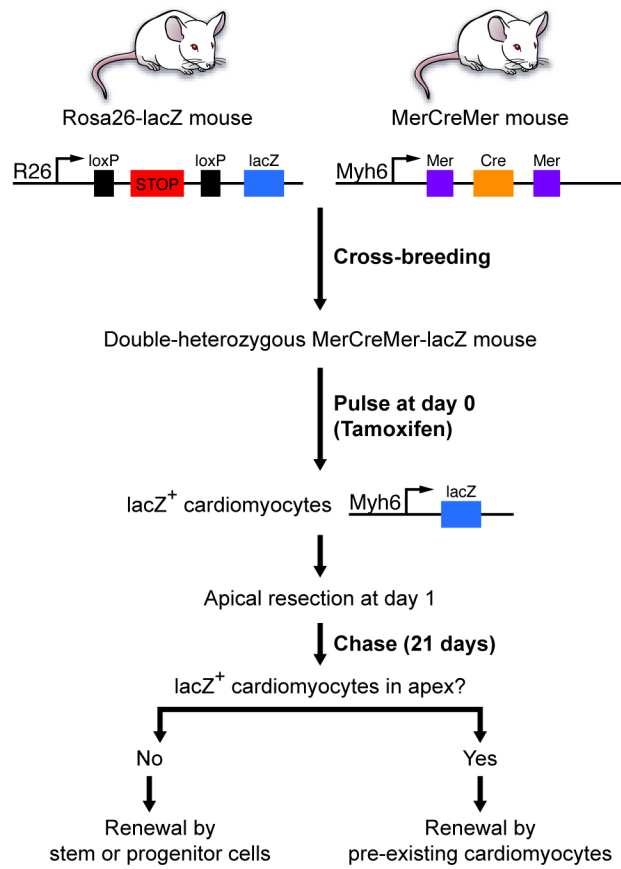 Rosa26-lacZ mouse
MerCreMer mouse
R26 loxP STOP loxP lacZ
Myh6 Mer Cre Mer
Cross-breeding
Double-heterozygous MerCreMer-lacZ mouse
Pulse at day 0
(Tamoxifen)
lacZ+ cardiomyocytes
Myh6 lacZ
Apical resection at day 1
Chase (21 days)
lacZ+ cardiomyocytes in apex?
No
Yes
Renewal by
stem or progenitor cells
Renewal by
pre-existing cardiomyocytes